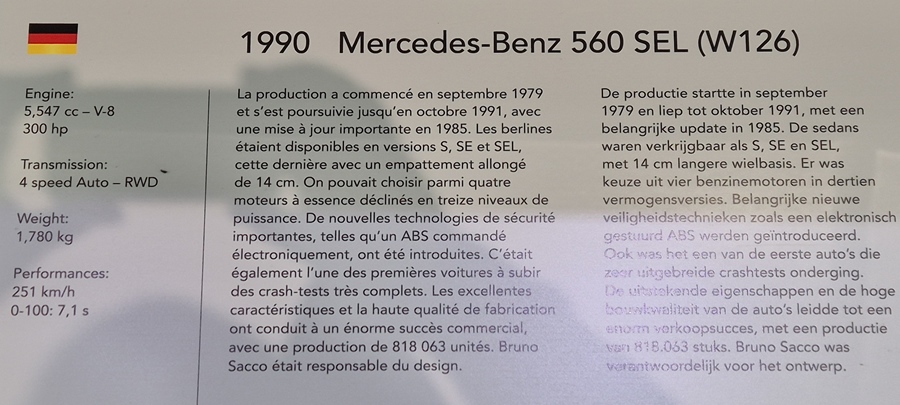 1990 Mercedes-Benz 560 SEL (W126)
Engine:
5,547 cc – V-8
300 hp
Transmission:
4 speed Auto – RWD
Weight:
1,780 kg
Performances:
251 km/h
0-100: 7,1 s
La production a commencé en septembre 1979
et s’est poursuivie jusqu’en octobre 1991, avec
une mise à jour importante en 1985. Les berlines
étaient disponibles en versions S, SE et SEL,
cette dernière avec un empattement allongé
de 14 cm. On pouvait choisir parmi quatre
moteurs à essence déclinés en treize niveaux de
puissance. De nouvelles technologies de sécurité
importantes, telles qu’un ABS commandé
électroniquement, ont été introduites. C’était
également l’une des premières voitures à subir
des crash-tests très complets. Les excellentes
caractéristiques et la haute qualité de fabrication
ont conduit à un énorme succès commercial,
avec une production de 818 063 unités. Bruno
Sacco était responsable du design.
De productie startte in september
1979 en liep tot oktober 1991, met een
belangrijke update in 1985. De sedans
waren verkrijgbaar als S, SE en SEL,
met 14 cm langere wielbasis. Er was
keuze uit vier benzinemotoren in dertien
vermogensversies. Belangrijke nieuwe
veiligheidstechnieken zoals een elektronisch
gestuurd ABS werden geïntroduceerd.
Ook was het een van de eerste auto’s die
zeer uitgebreide crashtests onderging.
De uitstekende eigenschappen en de hoge
bouwkwaliteit van de auto’s leidde tot een
enorm verkoopsucces, met een productie
van 818.063 stuks. Bruno Sacco was
verantwoordelijk voor het ontwerp.